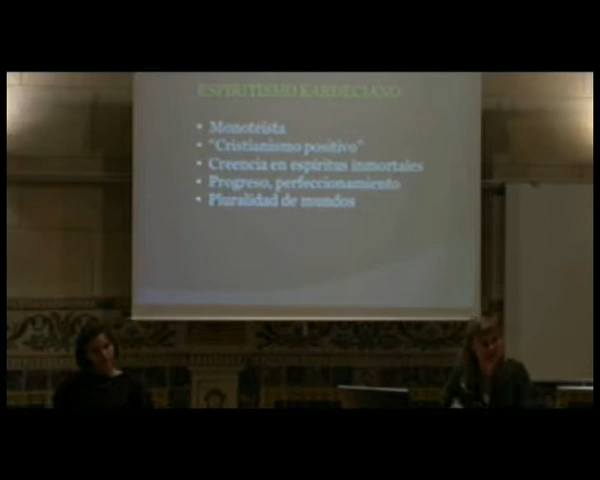 ESPIRITISMO KARDECIANO
• Monoteísta
• "Cristianismo positivo"
• Creencia en espíritus inmortales
• Progreso, perfeccionamiento
• Pluralidad de mundos